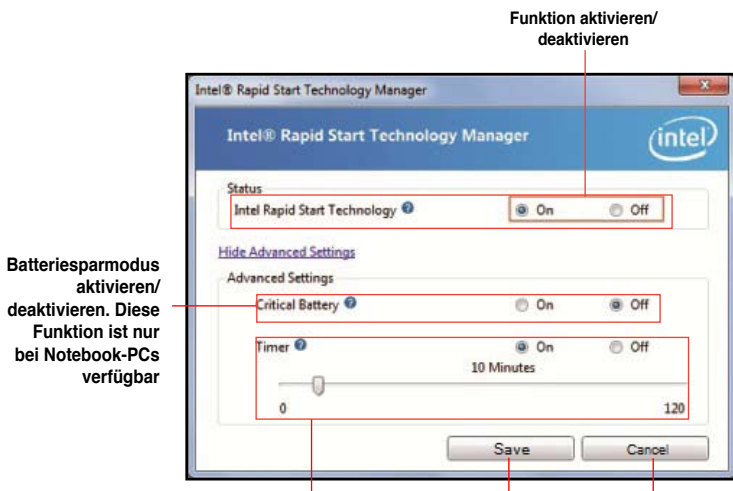 Funktion aktivieren/
deaktivieren
Intel® Rapid Start Technology Manager
Intel® Rapid Start Technology Manager
intel
Status
Intel Rapid Start Technology ? On Off
Hide Advanced Settings
Advanced Settings
Batteriesparmodus
aktivieren/
deaktivieren. Diese
Funktion ist nur
bei Notebook-PCs
verfügbar
Critical Battery ? On Off
Timer ? On Off
10 Minutes
0 120
Save Cancel